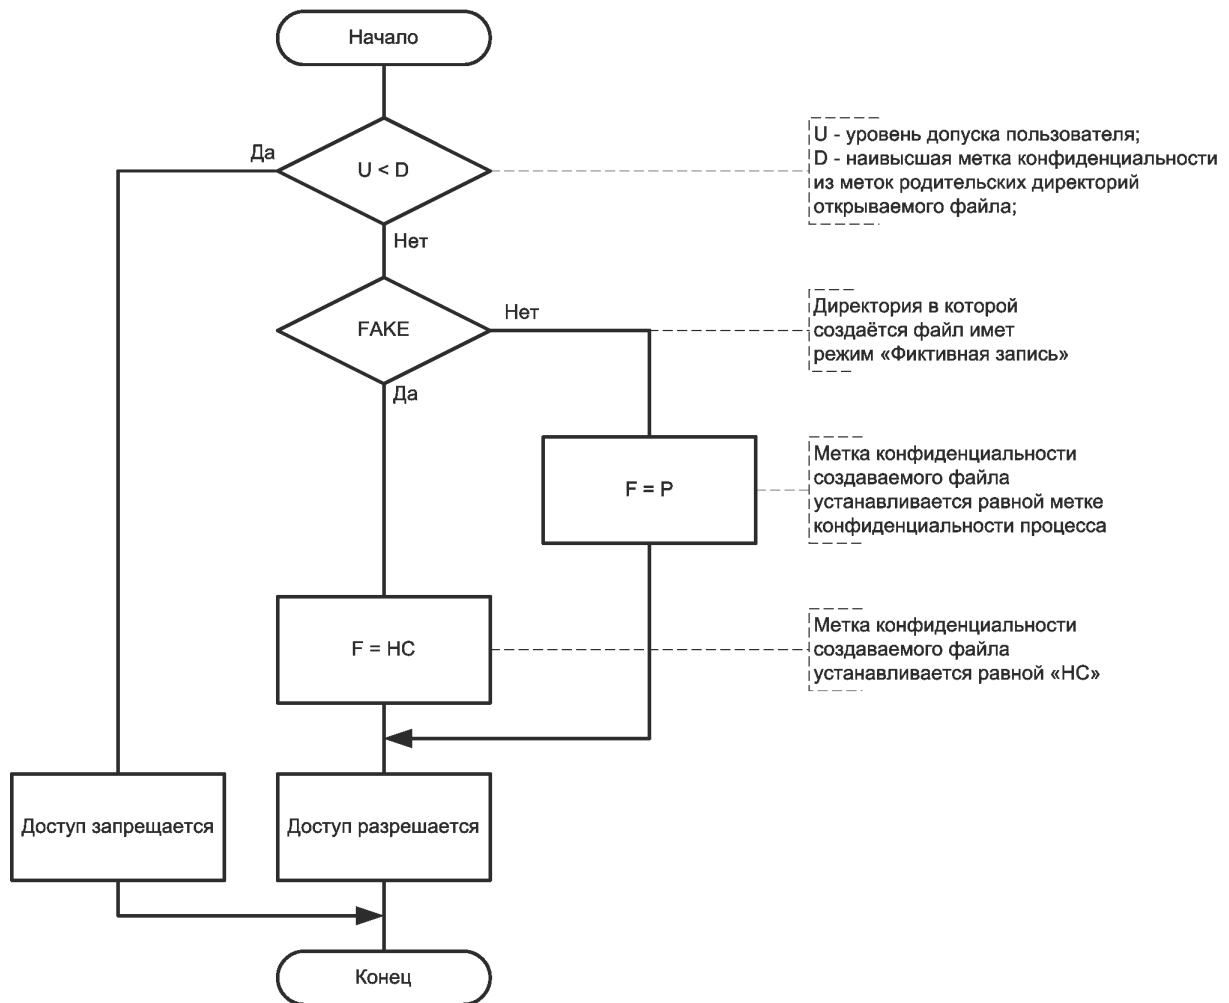 Начало
Да
U < D
U - уровень допуска пользователя;
D - наивысшая метка конфиденциальности
из меток родительских директорий
открываемого файла;
Нет
FAKE
Нет
Директория в которой
создаётся файл имет
режим «Фиктивная запись»
Да
F = P
Метка конфиденциальности
создаваемого файла
устанавливается равной метке
конфиденциальности процесса
F = НС
Метка конфиденциальности
создаваемого файла
устанавливается равной «НС»
Доступ запрещается
Доступ разрешается
Конец